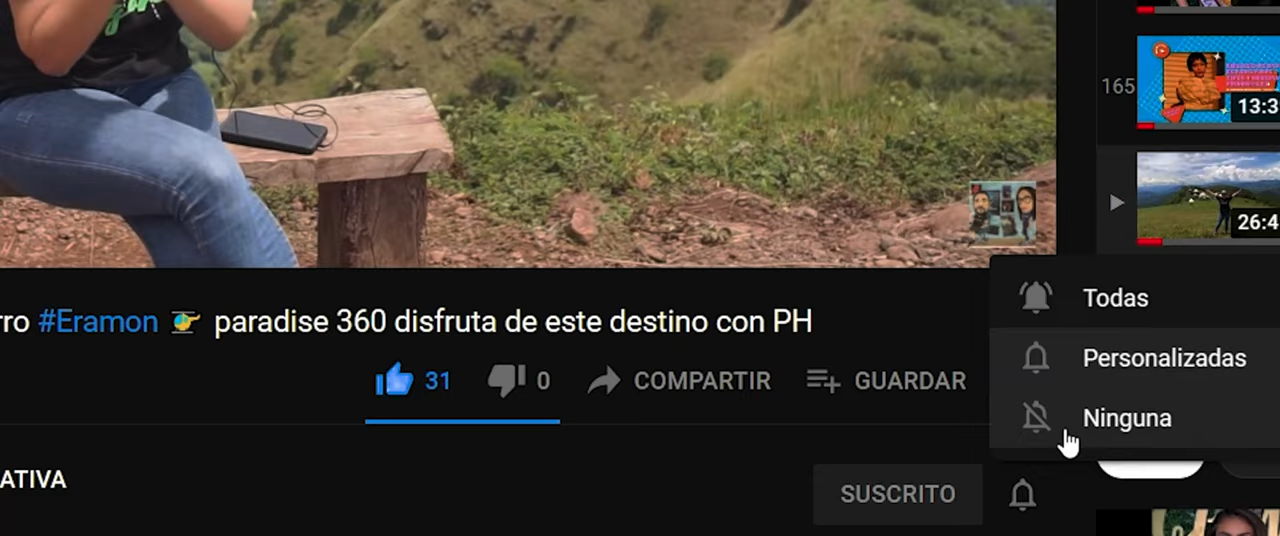 165
13:3
26:4
rro #Eramon paradise 360 disfruta de este destino con PH
Todas
Personalizadas
Ninguna
31 0 COMPARTIR GUARDAR
ATIVA
SUSCRITO